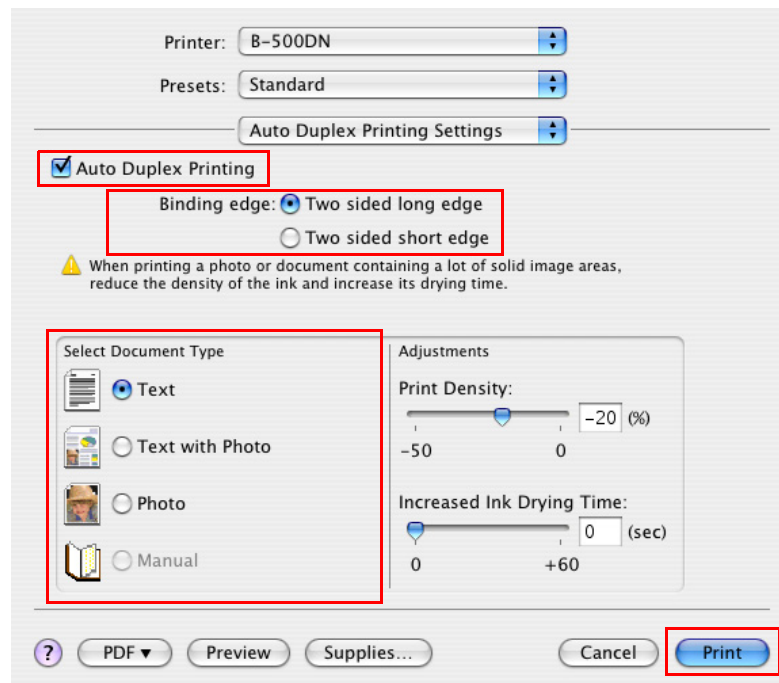 Printer: B-500DN
Presets: Standard
Auto Duplex Printing Settings
Auto Duplex Printing
Binding edge: Two sided long edge
Two sided short edge
When printing a photo or document containing a lot of solid image areas,
reduce the density of the ink and increase its drying time.
Select Document Type
Text
Text with Photo
Photo
Manual
Adjustments
Print Density:
-20 (%)
-50 0
Increased Ink Drying Time:
0 (sec)
0 +60
? PDF ▼ Preview Supplies... Cancel Print